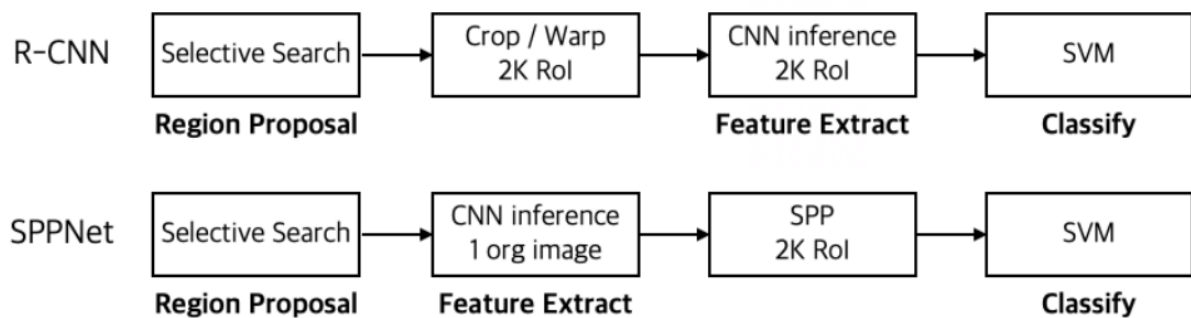 R-CNN
Selective Search
Crop / Warp
2K RoI
CNN inference
2K RoI
SVM
Region Proposal
Feature Extract
Classify
SPPNet
Selective Search
CNN inference
1 org image
SPP
2K RoI
SVM
Region Proposal
Feature Extract
Classify